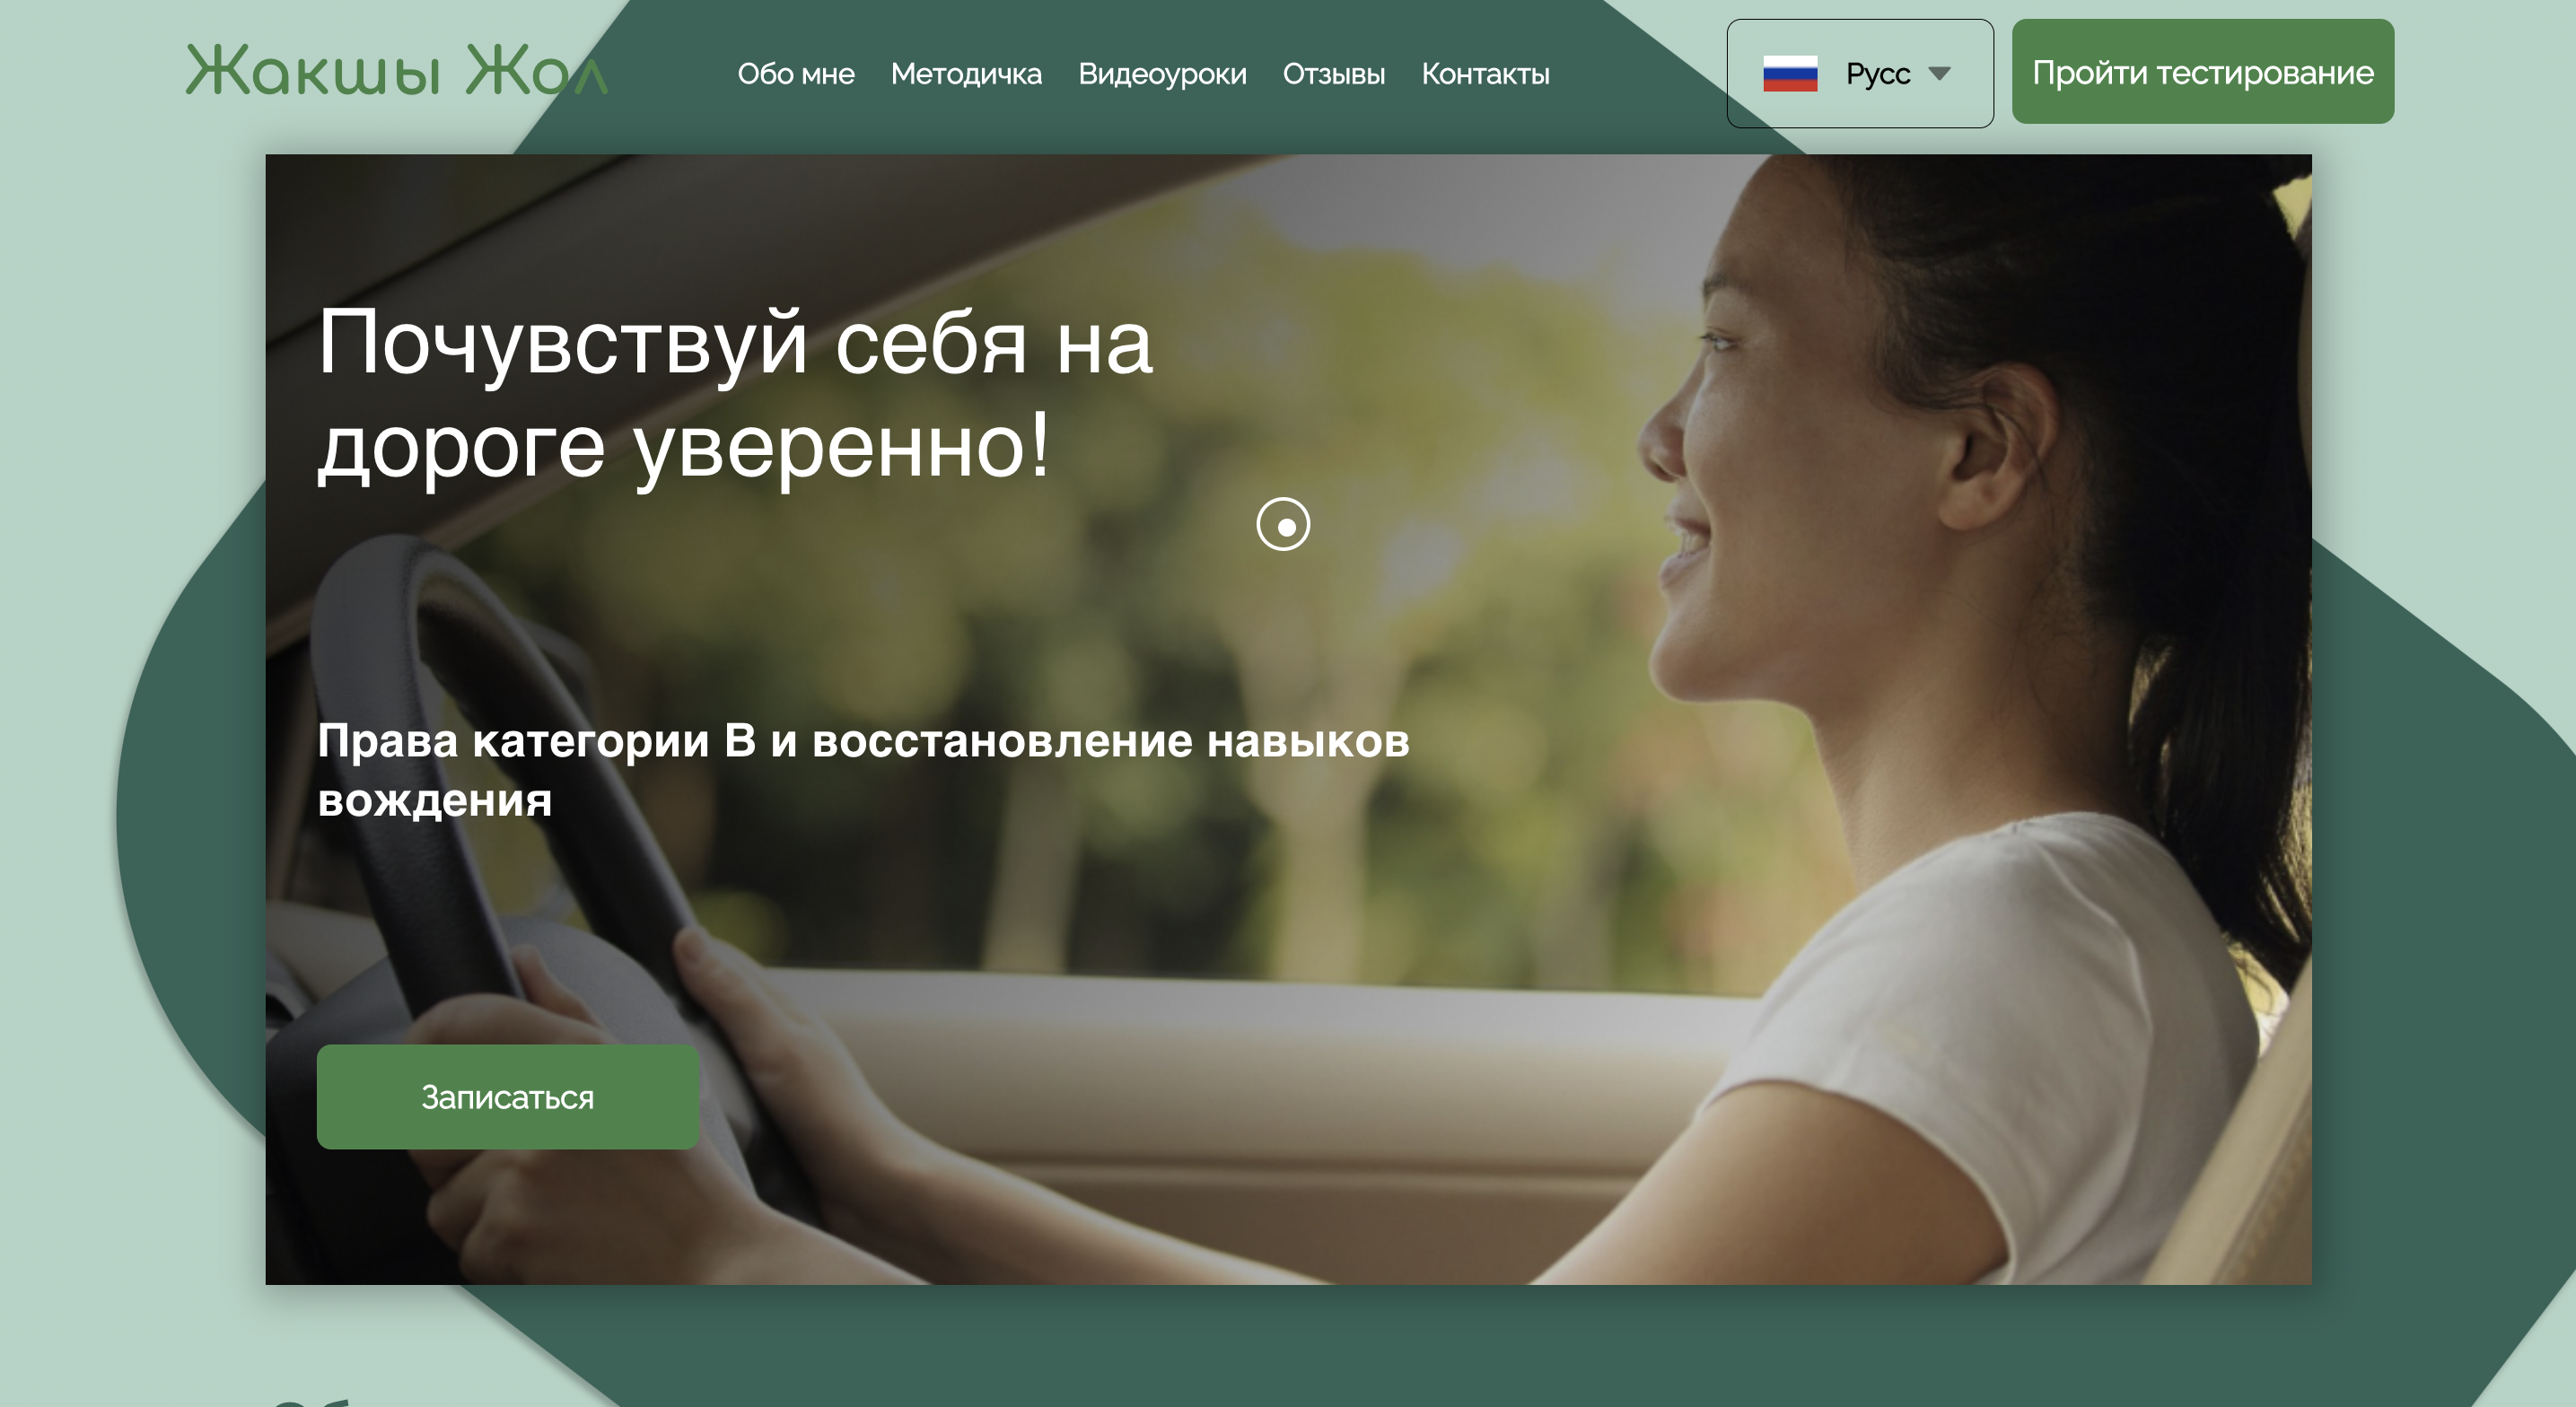 Жакшы Жол
Обо мне Методичка Видеоуроки Отзывы Контакты
Русс
Пройти тестирование
Почувствуй себя на
дороге уверенно!
Права категории В и восстановление навыков
вождения
Записаться